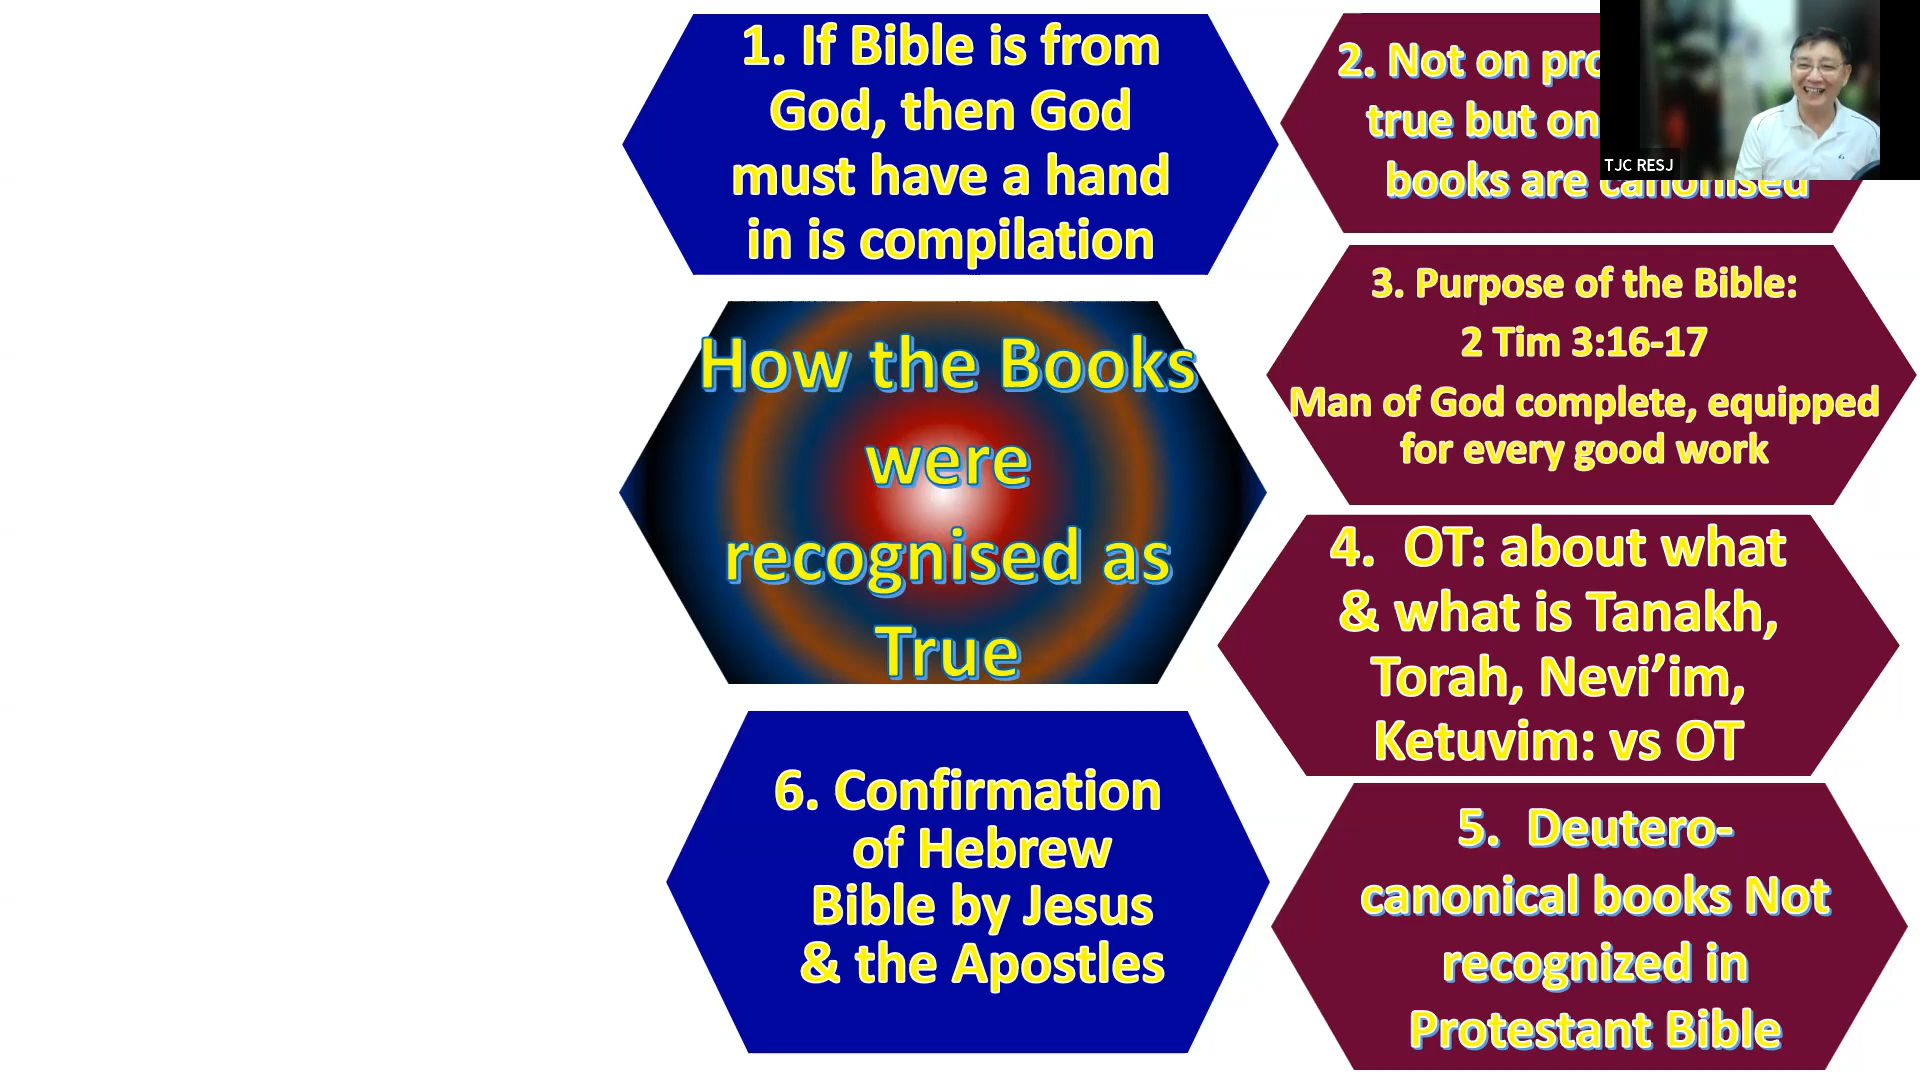 1. If Bible is from
God, then God
must have a hand
in is compilation
2. Not on
true but
books are canonised
TJC RESJ
3. Purpose of the Bible:
2 Tim 3:16-17
Man of God complete, equipped
for every good work
How the Books
were
recognised as
True
4. OT: about what
& what is Tanakh,
Torah, Nevi’im,
Ketuvim: vs OT
5. Deutero-
canonical books Not
recognized in
Protestant Bible
6. Confirmation
of Hebrew
Bible by Jesus
& the Apostles